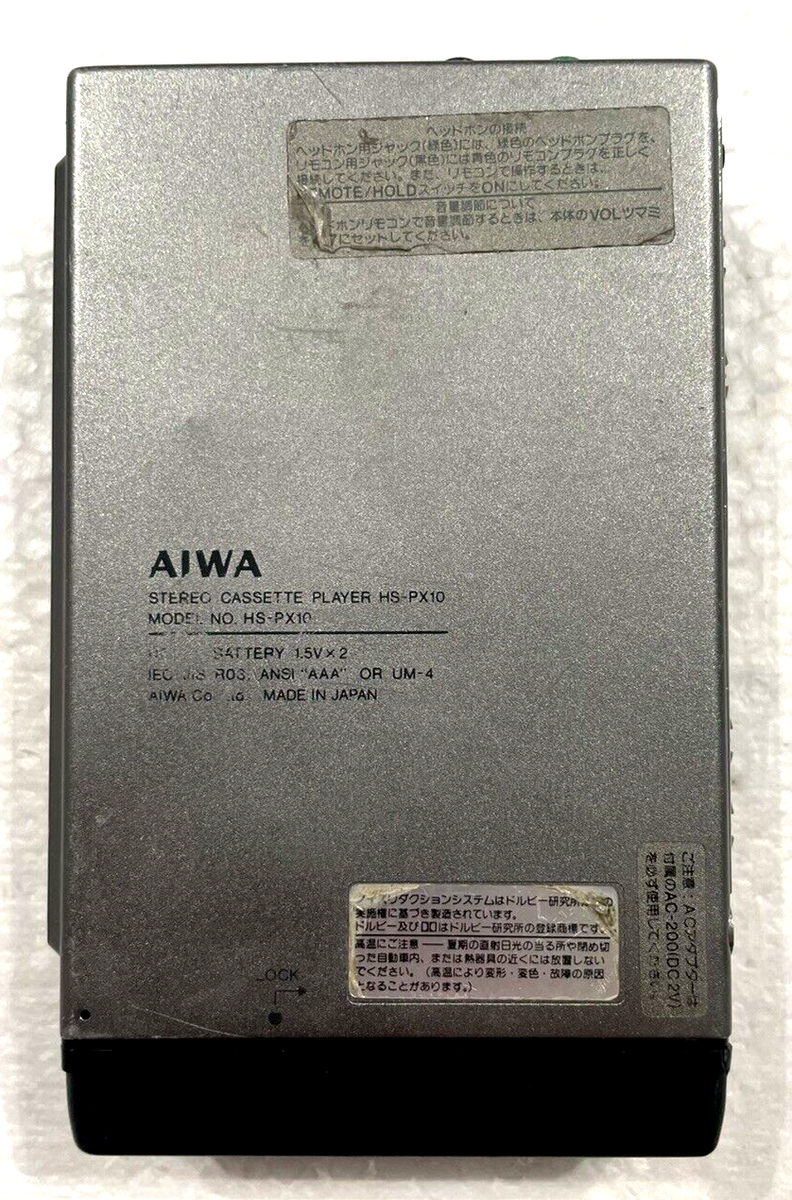 ヘッドホンの接続
ヘッドホン用ジャック(緑色)には、緑色のヘッドホンプラグを、
リモコン用ジャック(黒色)には青色のリモコンプラグを正しく
接続してください。また、リモコンで操作するときは、
REMOTE/HOLDスイッチをONにしてください。
音量調節について
ホンリモコンで音量調節するときは、本体のVOLツマミ
を 7にセットしてください。
AIWA
STEREO CASSETTE PLAYER HS-PX10
MODEL NO. HS-PX10
BATTERY 1.5V×2
IEC JIS R03, ANSI "AAA" OR UM-4
AIWA Co MADE IN JAPAN
ノイズリダクションシステムはドルビー研究所
実施権に基づき製造されています。
ドルビー及び はドルビー研究所の登録商標です。
高温にご注意 — 夏期の直射日光の当る所や閉め切
った自動車内、または熱器具の近くには放置しない
でください。(高温により変形・変色・故障の原因
となることがあります。)
ご注意:ACアダプターは
付属のAC-200(DC2V)
を必ず使用してください。
LOCK